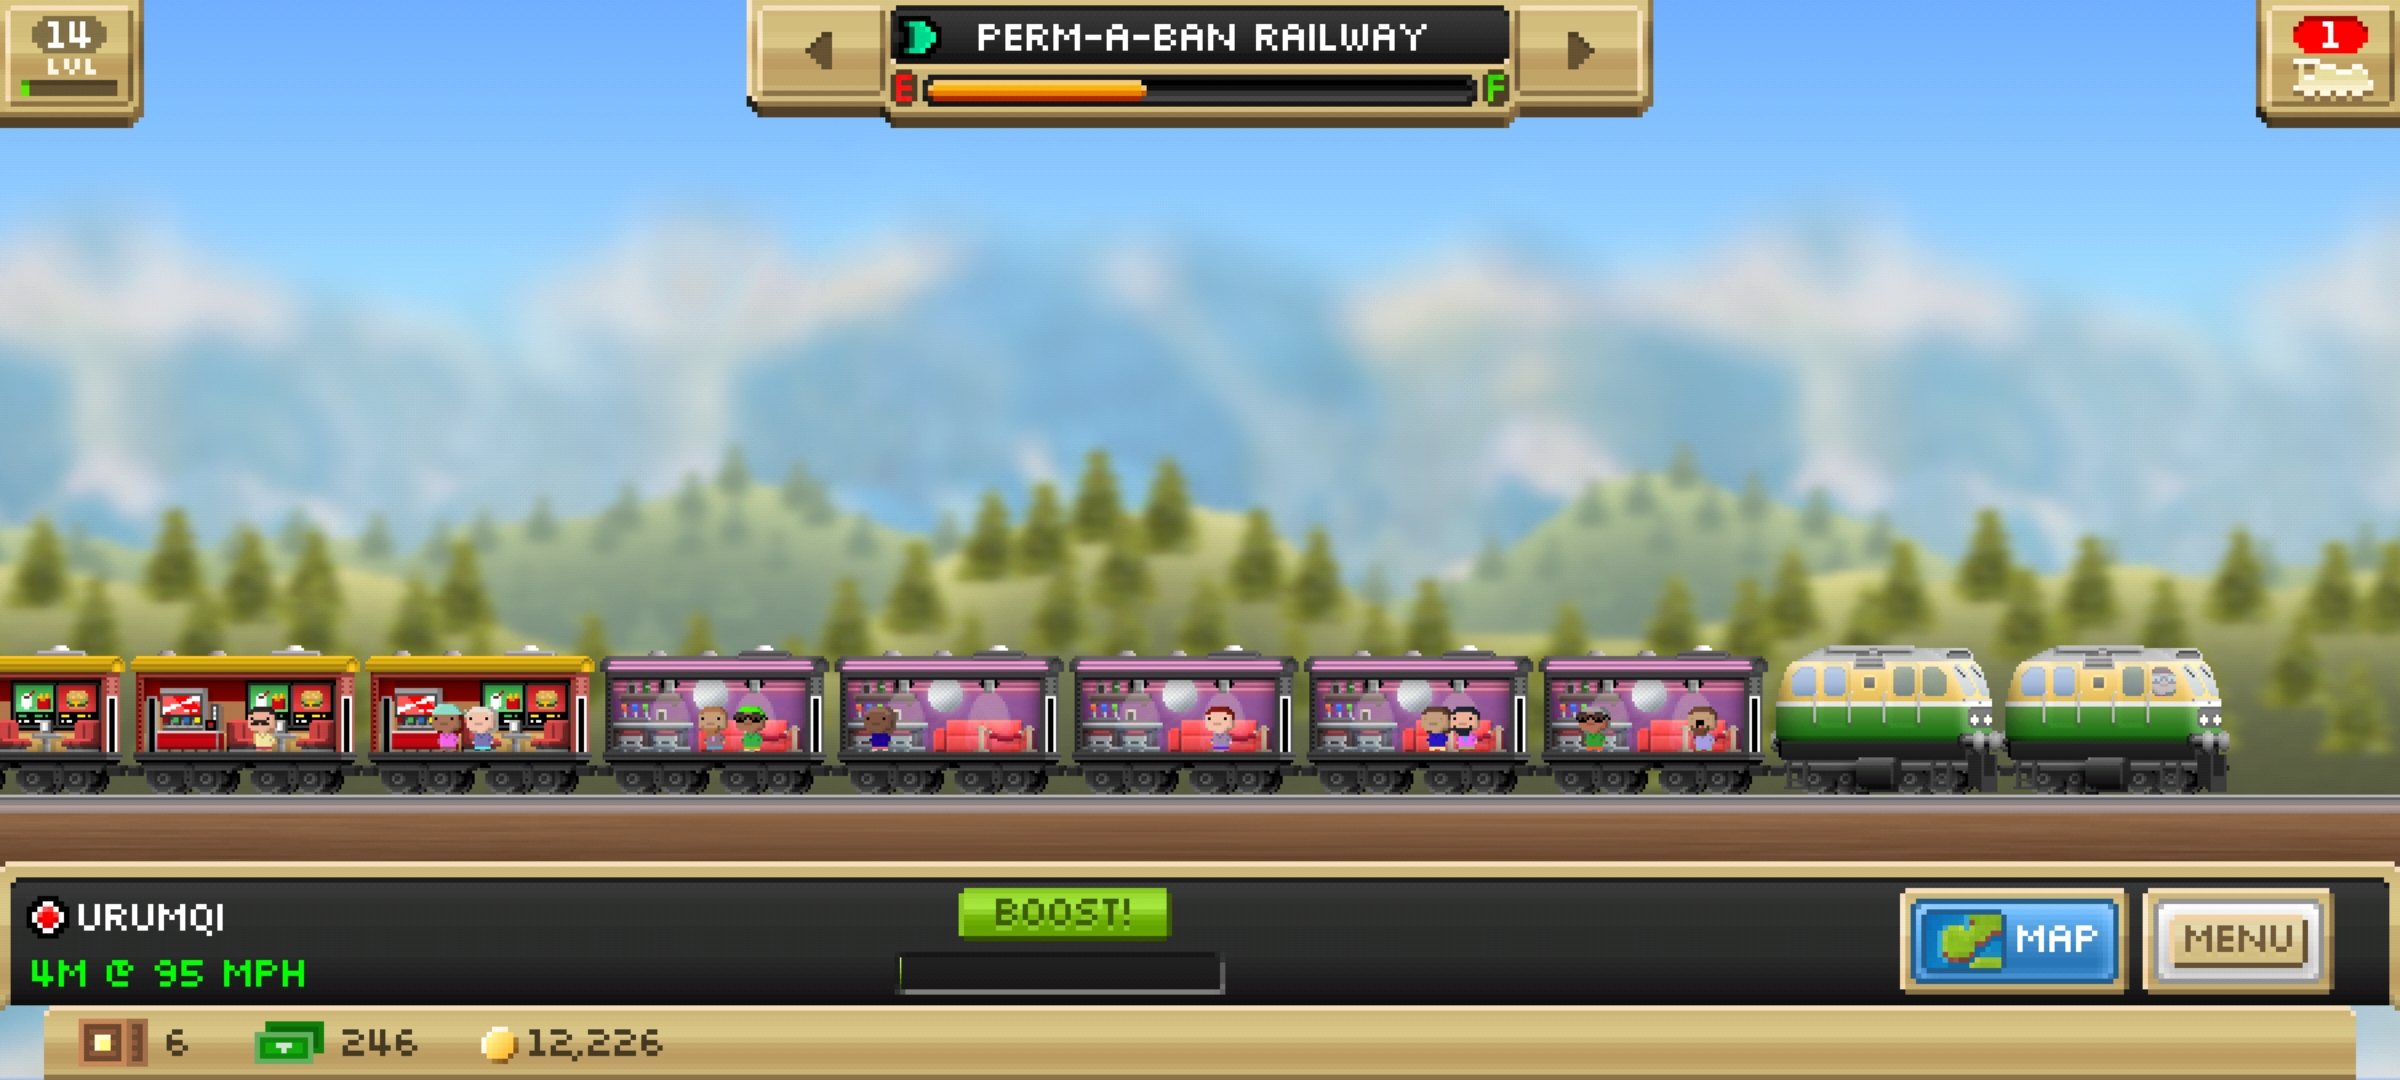 14
LVL
PERM-A-BAN RAILWAY
E F
1
URUMQI
4M @ 95 MPH
BOOST!
MAP
MENU
6 246 12,226